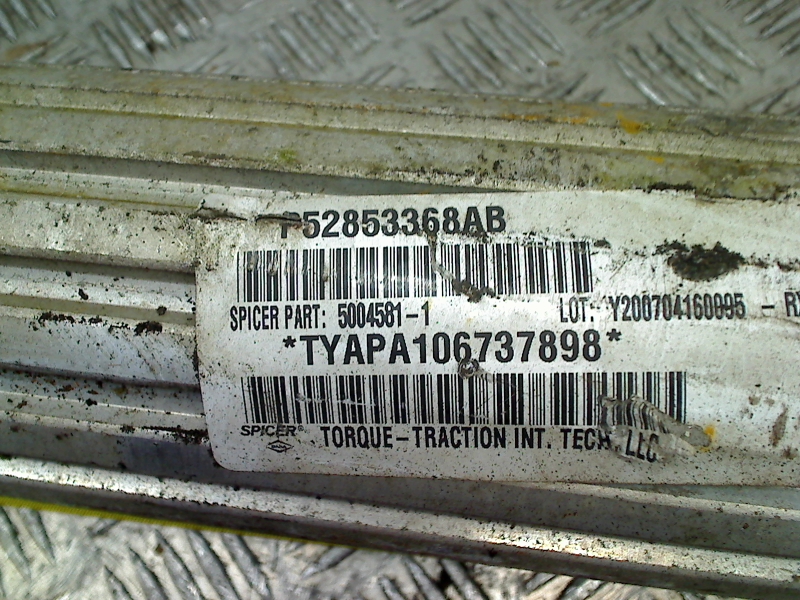 P52853368AB
SPICER PART: 5004581-1 LOT: Y200704160095 -
*TYAPA106737898*
SPICER® TORQUE-TRACTION INT. TECH. LLC